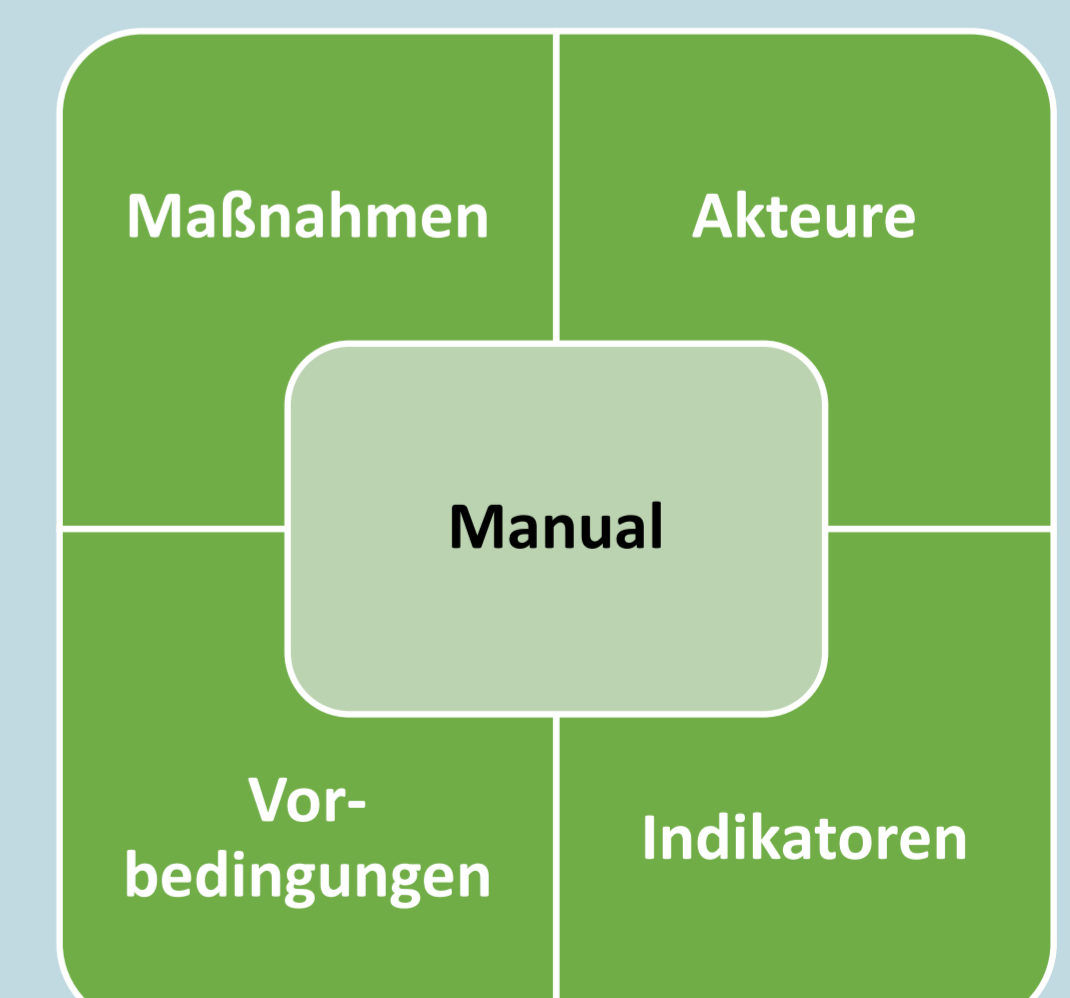 Maßnahmen
Akteure
Manual
Vor-
bedingungen
Indikatoren